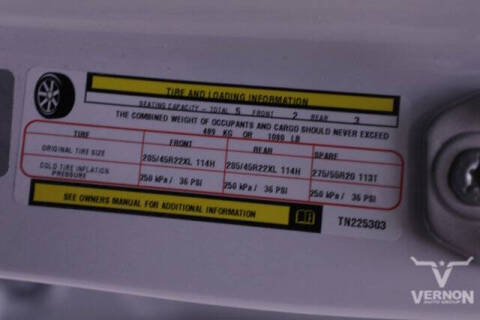 TIRE AND LOADING INFORMATION
SEATING CAPACITY - TOTAL 5 FRONT 2 REAR 3
THE COMBINED WEIGHT OF OCCUPANTS AND CARGO SHOULD NEVER EXCEED
489 KG OR 1080 LB
TIRE FRONT REAR SPARE
ORIGINAL TIRE SIZE 285/45R22XL 114H 285/45R22XL 114H 275/55R20 113T
COLD TIRE INFLATION PRESSURE 250 kPa / 36 PSI 250 kPa / 36 PSI 250 kPa / 36 PSI
SEE OWNERS MANUAL FOR ADDITIONAL INFORMATION
TN225303
VERNON
AUTO GROUP